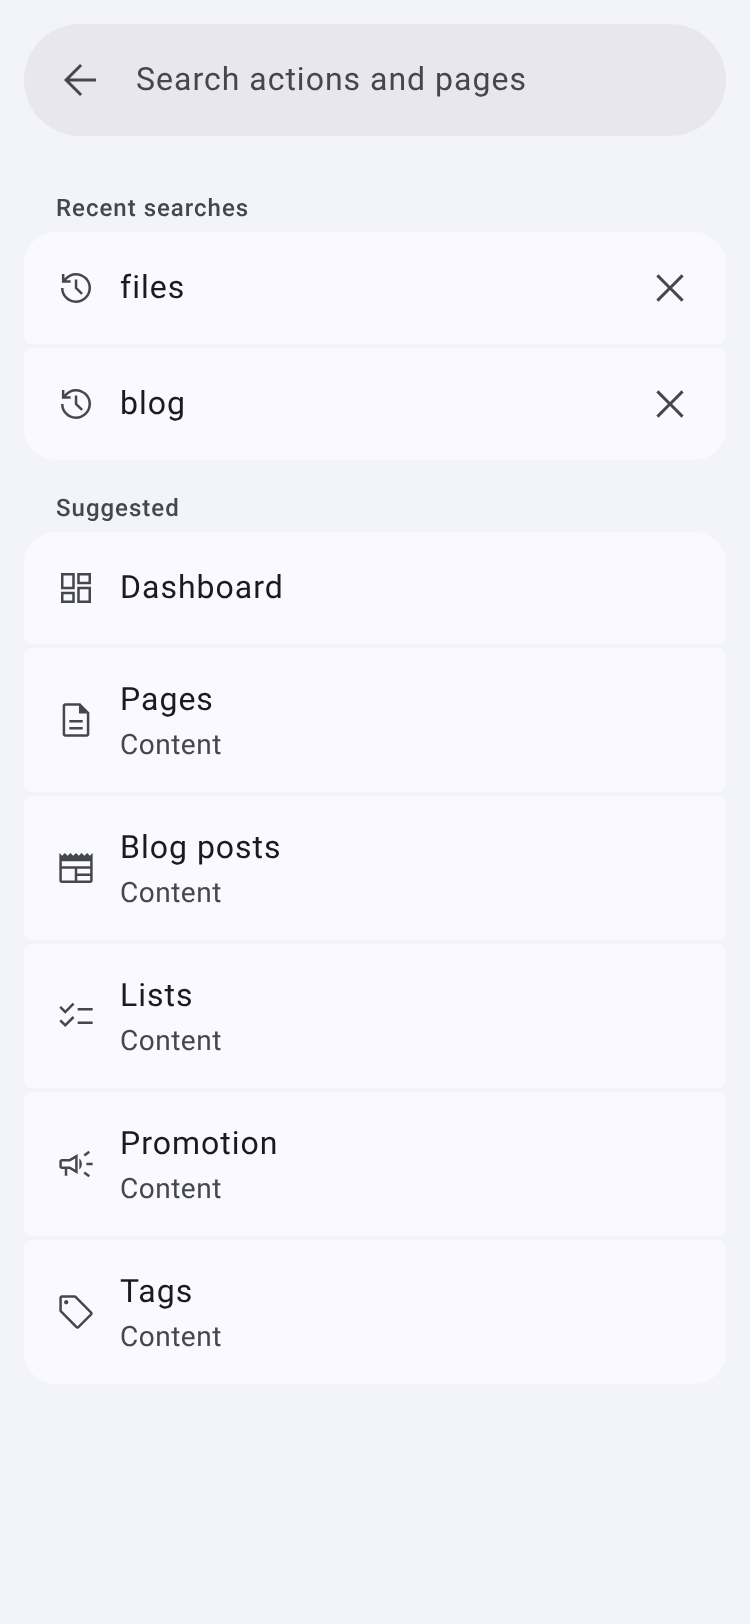 Search actions and pages
Recent searches
files
blog
Suggested
Dashboard
Pages
Content
Blog posts
Content
Lists
Content
Promotion
Content
Tags
Content